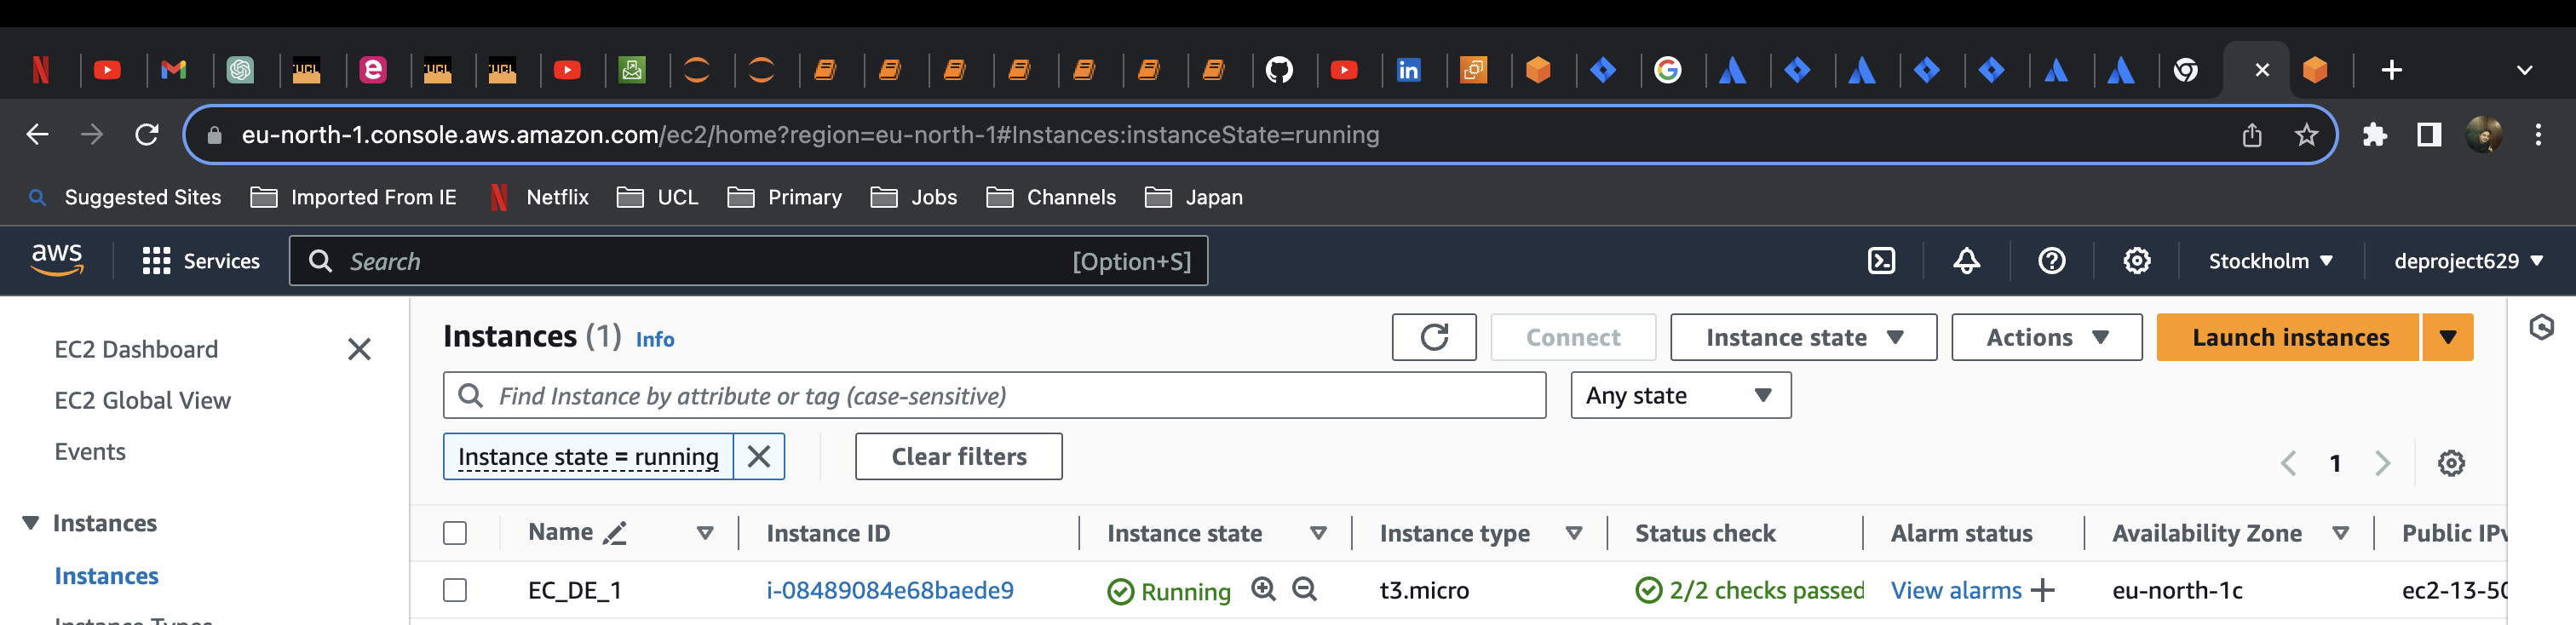 eu-north-1.console.aws.amazon.com/ec2/home?region=eu-north-1#Instances:instanceState=running
Suggested Sites Imported From IE Netflix UCL Primary Jobs Channels Japan
aws Services Search [Option+S] Stockholm deproject629
EC2 Dashboard
EC2 Global View
Events
Instances
Instances
Instance Types
Instances (1) Info Connect Instance state Actions Launch instances
Find Instance by attribute or tag (case-sensitive) Any state
Instance state = running Clear filters 1
Name Instance ID Instance state Instance type Status check Alarm status Availability Zone Public IPv
EC_DE_1 i-08489084e68baede9 Running t3.micro 2/2 checks passed View alarms eu-north-1c ec2-13-50